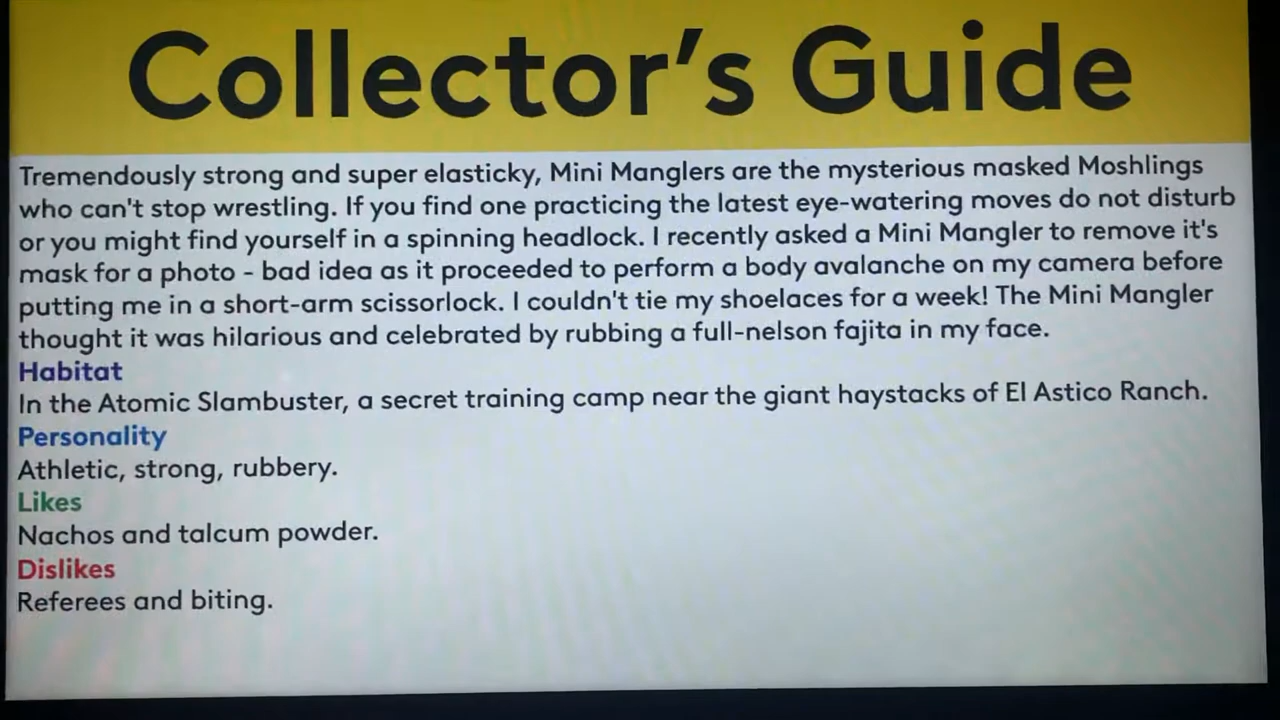 Collector's Guide
Tremendously strong and super elasticky, Mini Manglers are the mysterious masked Moshlings
who can't stop wrestling. If you find one practicing the latest eye-watering moves do not disturb
or you might find yourself in a spinning headlock. I recently asked a Mini Mangler to remove it's
mask for a photo - bad idea as it proceeded to perform a body avalanche on my camera before
putting me in a short-arm scissorlock. I couldn't tie my shoelaces for a week! The Mini Mangler
thought it was hilarious and celebrated by rubbing a full-nelson fajita in my face.
Habitat
In the Atomic Slambuster, a secret training camp near the giant haystacks of El Astico Ranch.
Personality
Athletic, strong, rubbery.
Likes
Nachos and talcum powder.
Dislikes
Referees and biting.